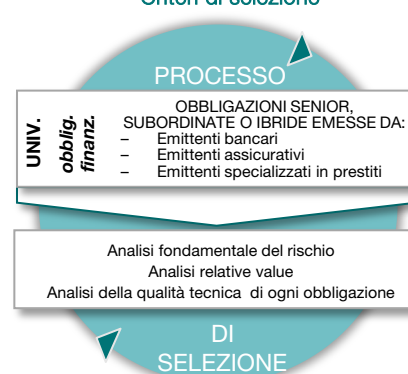 Criteri di selezione
PROCESSO
UNIV.
obblig.
finanz.
OBBLIGAZIONI SENIOR,
SUBORDINATE O IBRIDE EMESSE DA:
– Emittenti bancari
– Emittenti assicurativi
– Emittenti specializzati in prestiti
Analisi fondamentale del rischio
Analisi relative value
Analisi della qualità tecnica di ogni obbligazione
DI
SELEZIONE